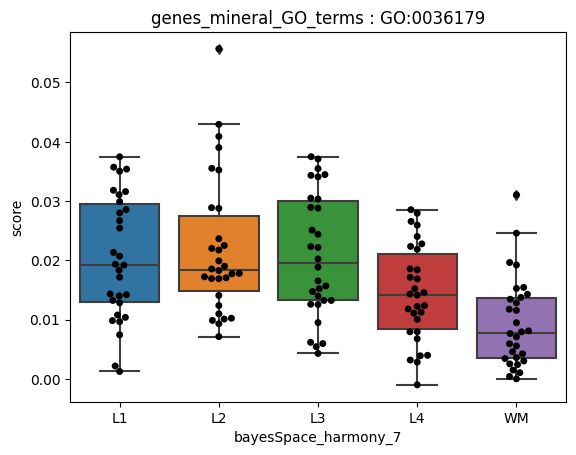 genes_mineral_GO_terms : GO:0036179
0.05
0.04
0.03
0.02
0.01
0.00
score
L1 L2 L3 L4 WM
bayesSpace_harmony_7